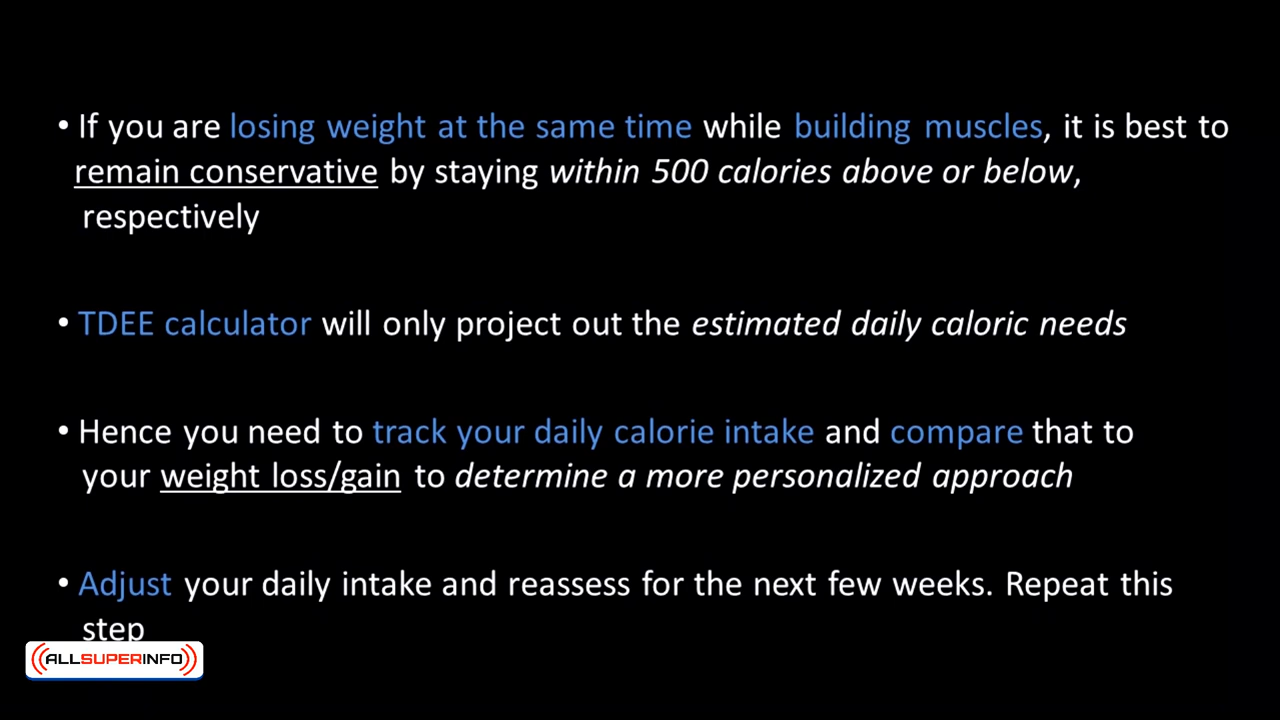 • If you are losing weight at the same time while building muscles, it is best to
remain conservative by staying within 500 calories above or below,
respectively
• TDEE calculator will only project out the estimated daily caloric needs
• Hence you need to track your daily calorie intake and compare that to
your weight loss/gain to determine a more personalized approach
• Adjust your daily intake and reassess for the next few weeks. Repeat this
step
ALLSUPERINFO